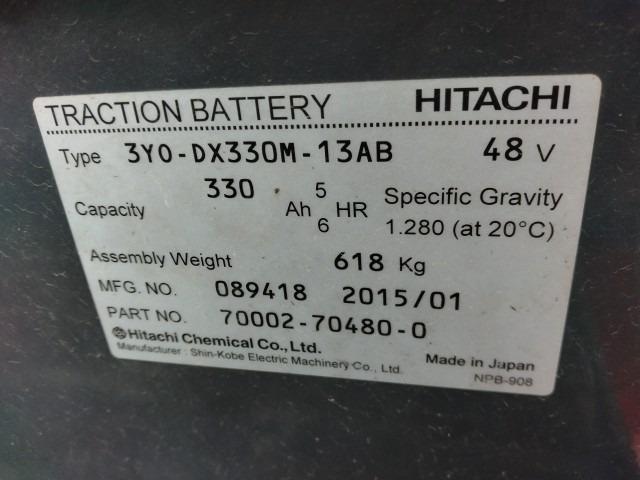 TRACTION BATTERY HITACHI
Type 3Y0-DX330M-13AB 48 V
Capacity 330 Ah 5 HR Specific Gravity
6 1.280 (at 20°C)
Assembly Weight 618 Kg
MFG. NO. 089418 2015/01
PART NO. 70002-70480-0
Hitachi Chemical Co., Ltd.
Manufacturer : Shin-Kobe Electric Machinery Co., Ltd. Made in Japan
NPB-908